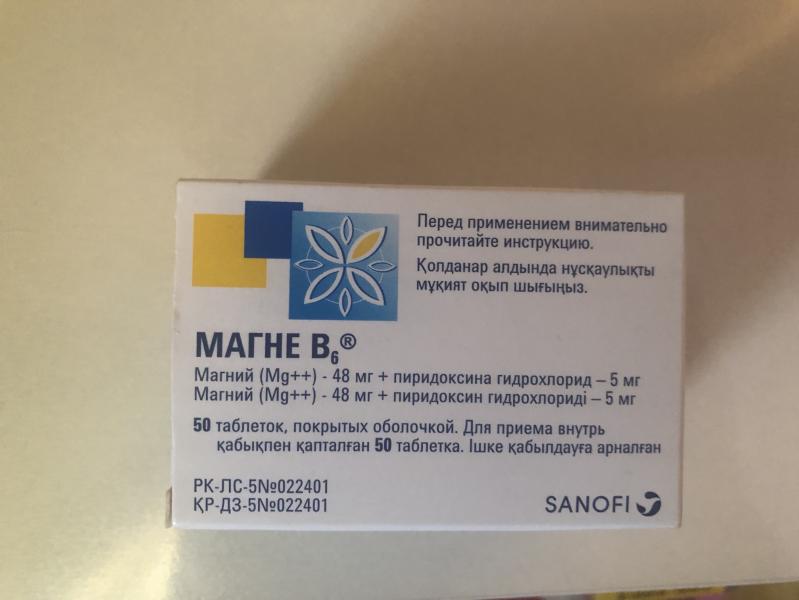 Перед применением внимательно
прочитайте инструкцию.
Қолданар алдында нұсқаулықты
мұқият оқып шығыңыз.
МАГНЕ B₆®
Магний (Mg++) - 48 мг + пиридоксина гидрохлорид – 5 мг
Магний (Mg++) - 48 мг + пиридоксин гидрохлориді – 5 мг
50 таблеток, покрытых оболочкой. Для приема внутрь
қабықпен қапталған 50 таблетка. Ішке қабылдауға арналған
РК-ЛС-5№022401
ҚР-ДЗ-5№022401
SANOFI